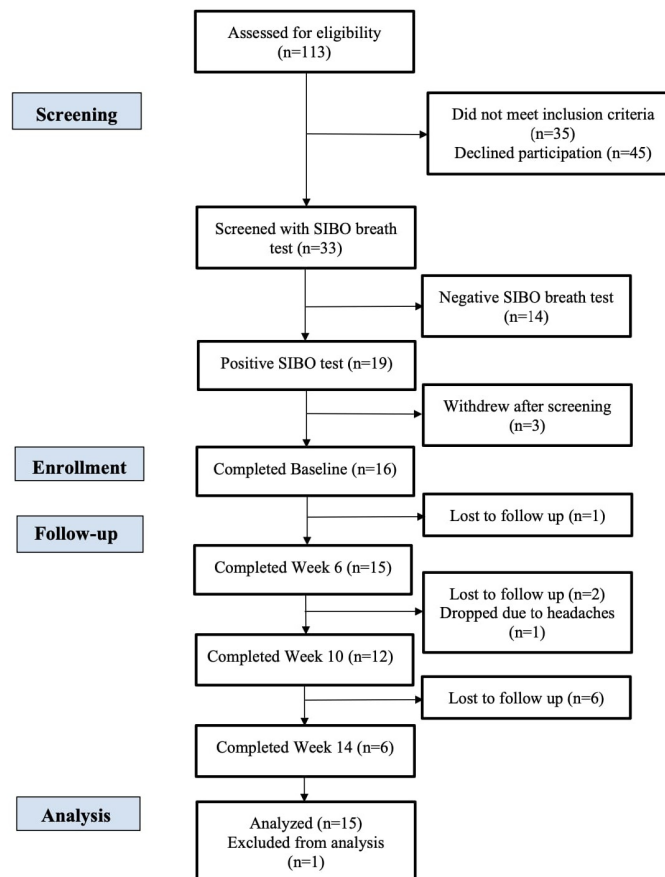 Assessed for eligibility
(n=113)
Screening
Did not meet inclusion criteria
(n=35)
Declined participation (n=45)
Screened with SIBO breath
test (n=33)
Negative SIBO breath test
(n=14)
Positive SIBO test (n=19)
Withdrew after screening
(n=3)
Enrollment
Completed Baseline (n=16)
Lost to follow up (n=1)
Follow-up
Completed Week 6 (n=15)
Lost to follow up (n=2)
Dropped due to headaches
(n=1)
Completed Week 10 (n=12)
Lost to follow up (n=6)
Completed Week 14 (n=6)
Analysis
Analyzed (n=15)
Excluded from analysis
(n=1)